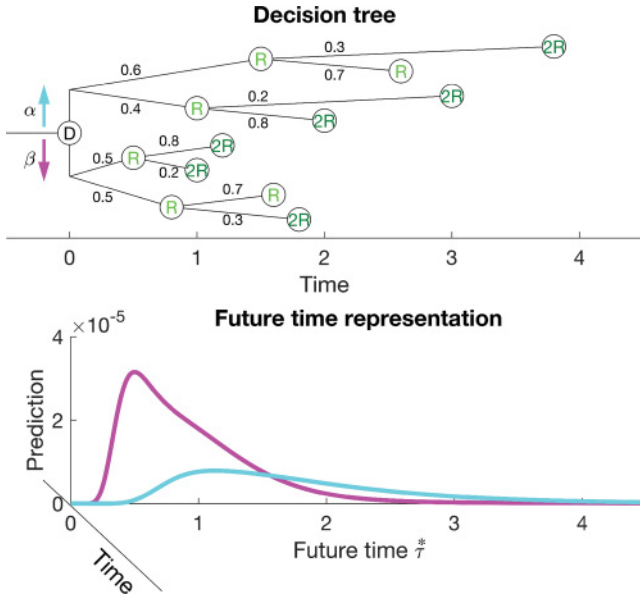 Decision tree
0.3
2R
0.6
R
0.7
R
α
0.2
2R
0.4
R
0.8
2R
D
β
0.8
2R
0.5
R
0.2
2R
0.5
0.7
R
R
0.3
2R
0 1 2 3 4
Time
Future time representation
×10⁻⁵
4
2
0
Prediction
0 1 2 3 4
Future time τ*
Time